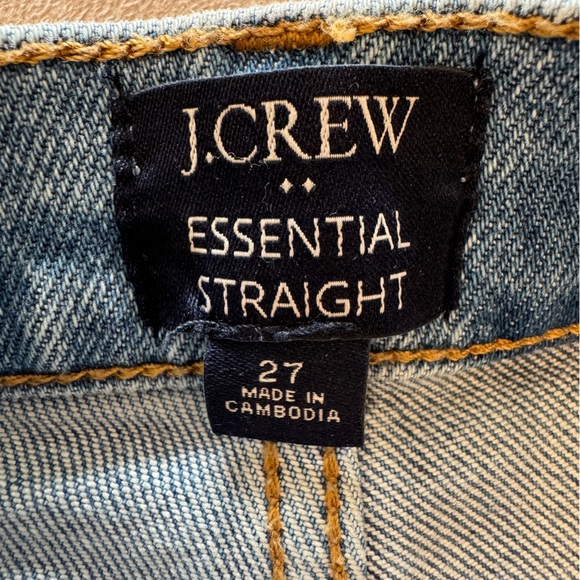 J.CREW
ESSENTIAL
STRAIGHT
27
MADE IN
CAMBODIA